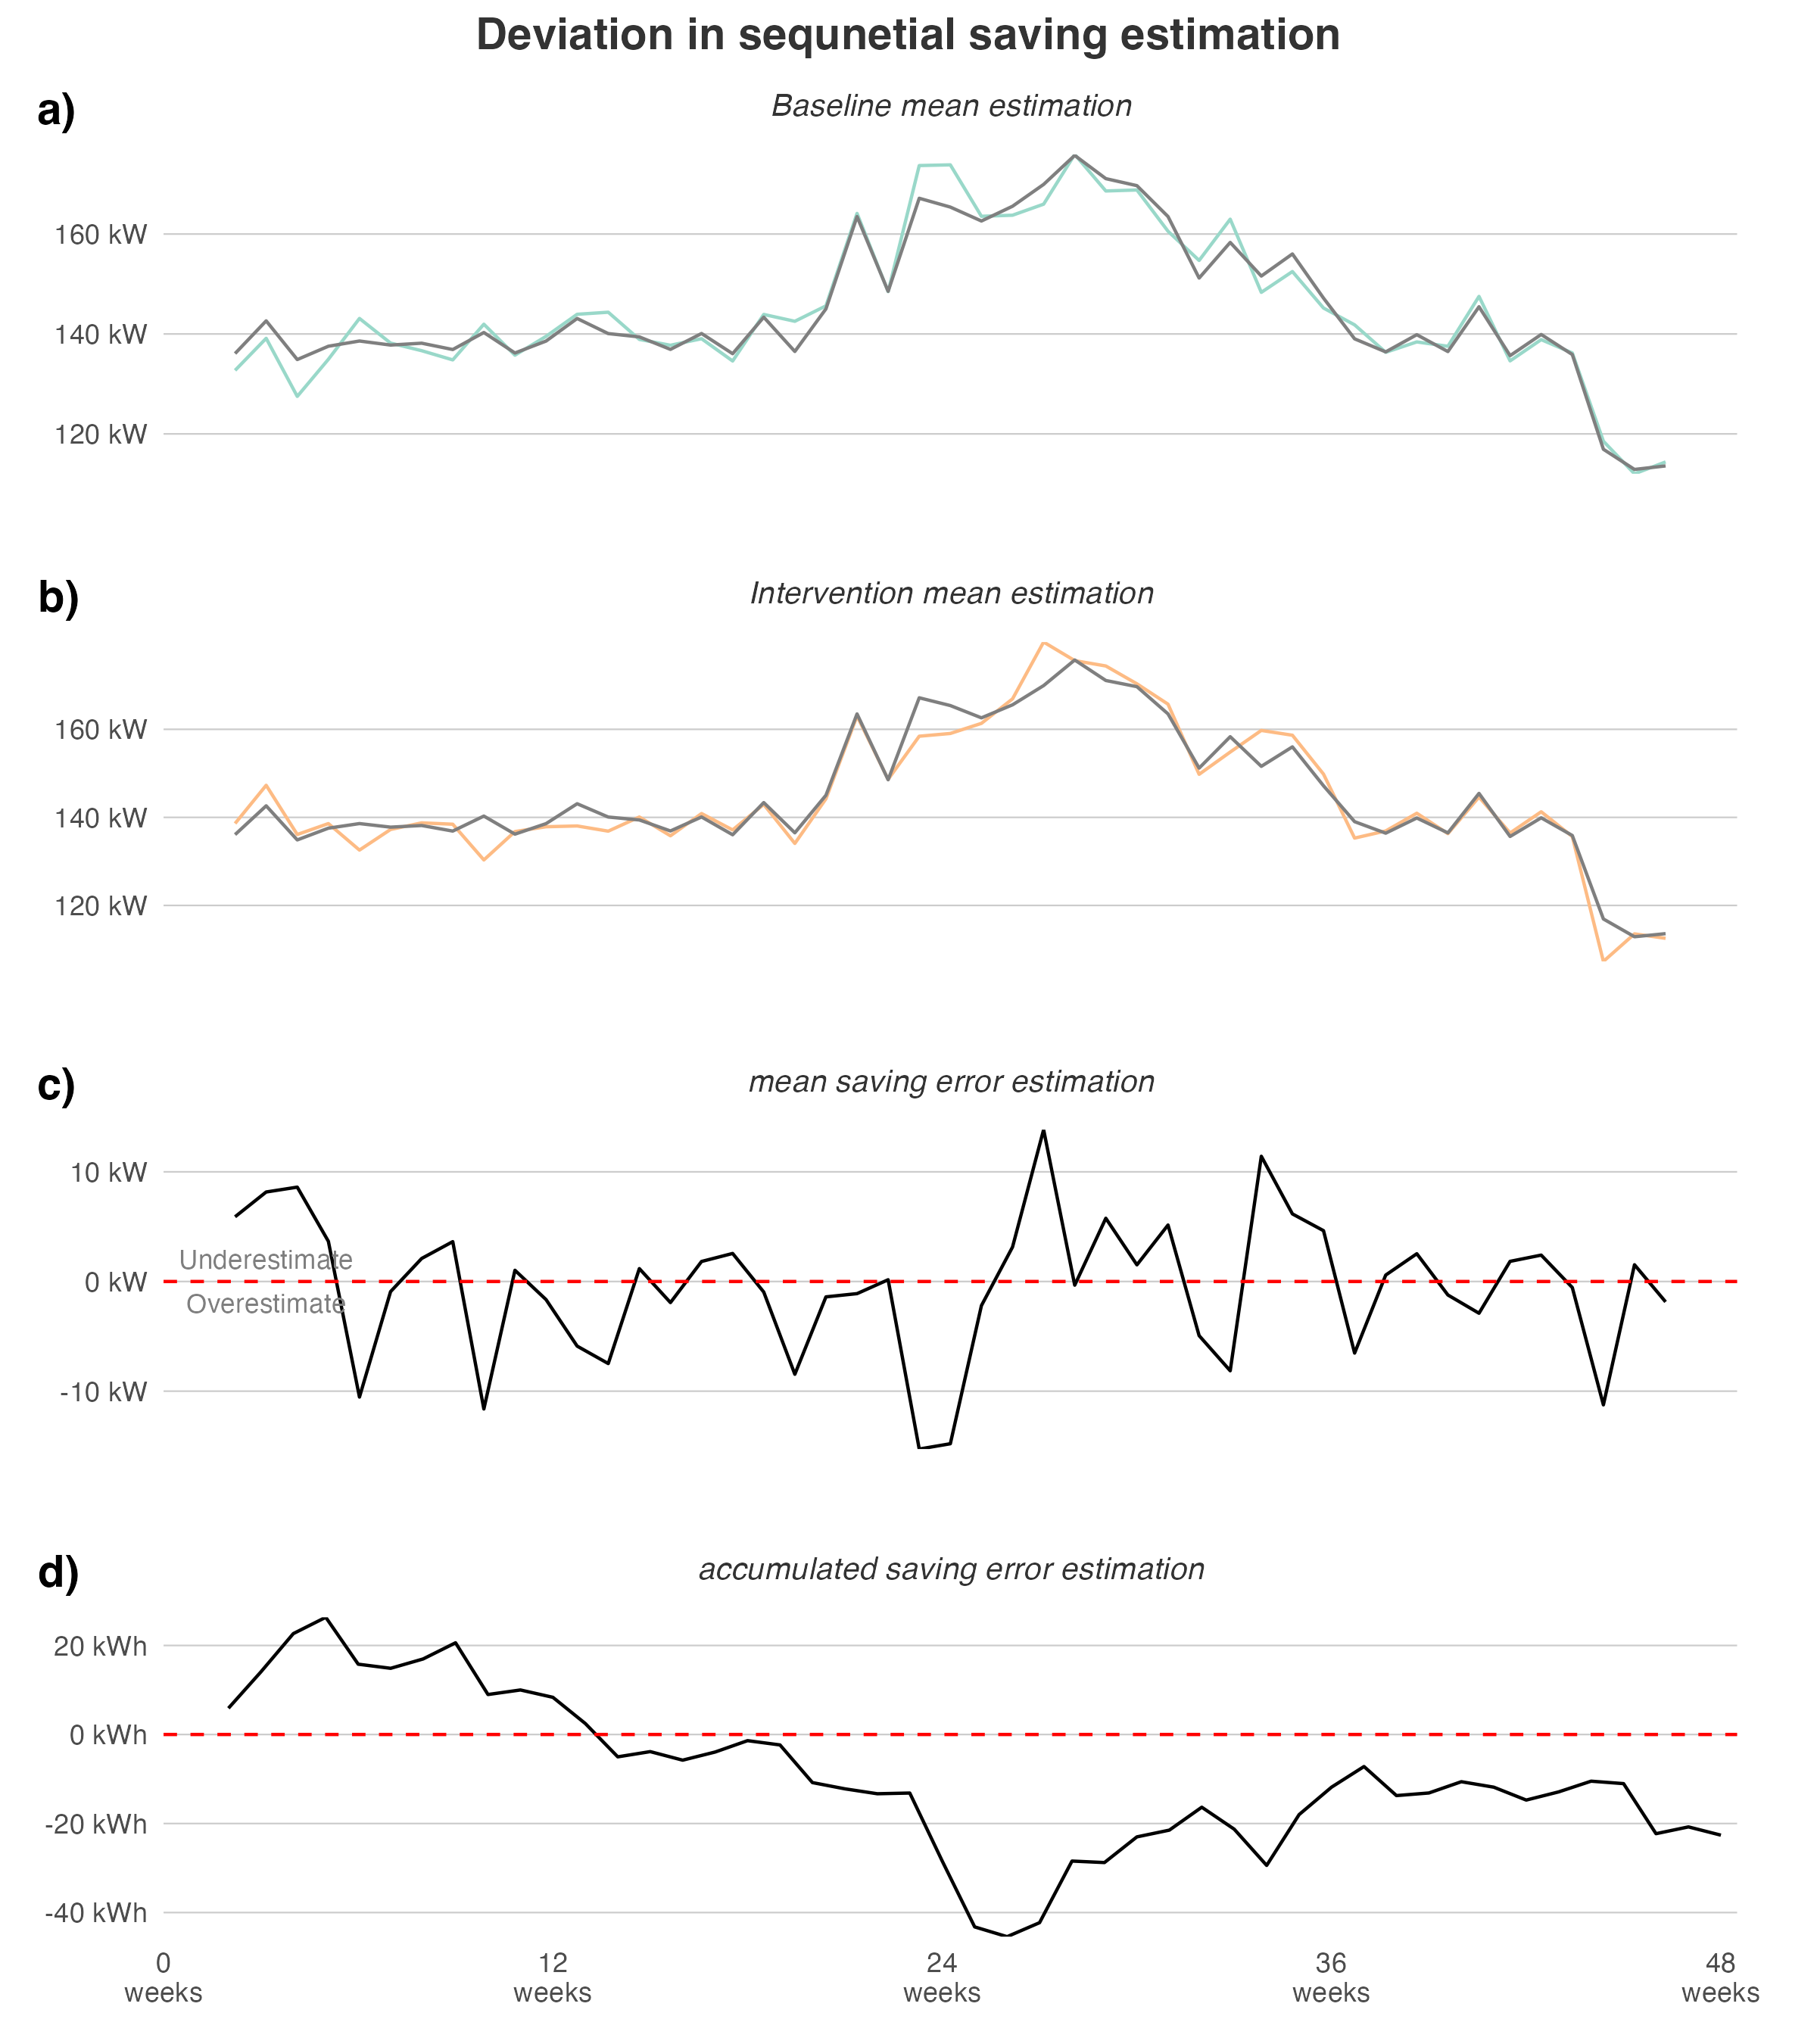 Deviation in sequnetial saving estimation
a)
Baseline mean estimation
160 kW
140 kW
120 kW
b)
Intervention mean estimation
160 kW
140 kW
120 kW
c)
mean saving error estimation
10 kW
Underestimate
0 kW
Overestimate
-10 kW
d)
accumulated saving error estimation
20 kWh
0 kWh
-20 kWh
-40 kWh
0 12 24 36 48
weeks weeks weeks weeks weeks